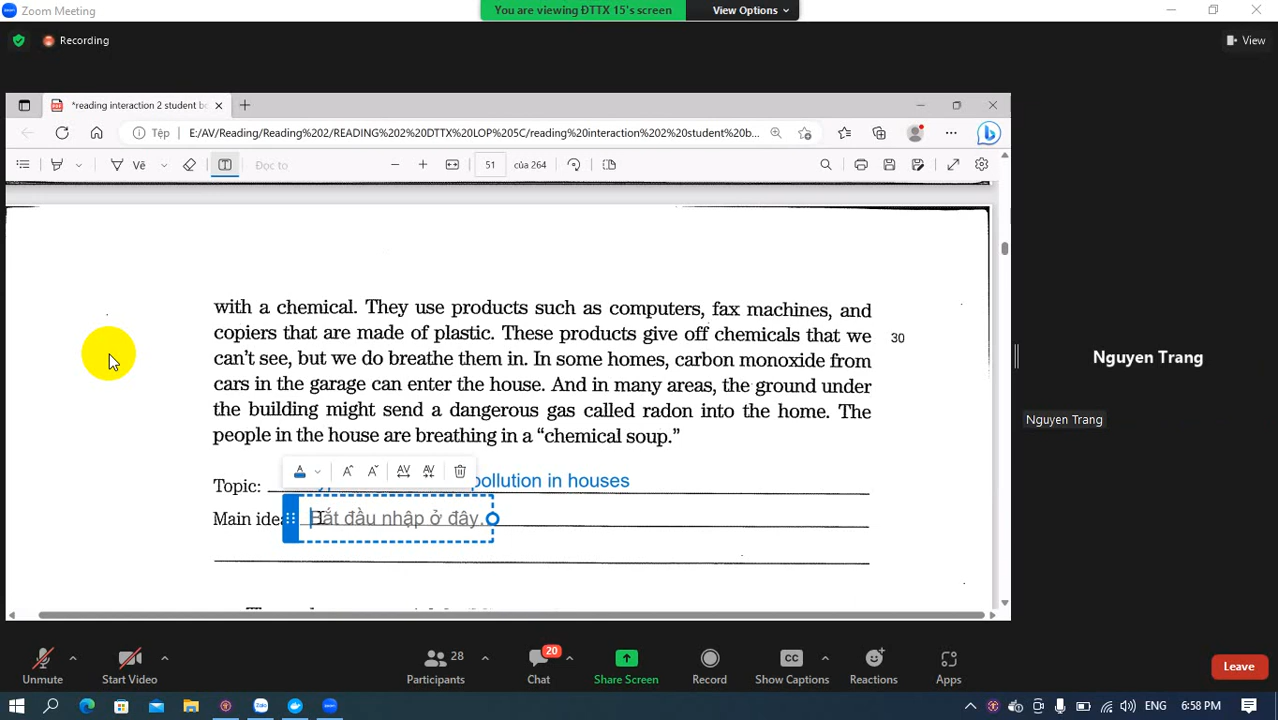 Zoom Meeting
You are viewing ĐTTX 15's screen
View Options
Recording
View
*reading interaction 2 student bo
Tệp
E:/AV/Reading/Reading%202/READING%202%20DTTX%20LOP%205C/reading%20interaction%202%20student%20b...
Vẽ
Đọc to
51
của 264
with a chemical. They use products such as computers, fax machines, and
copiers that are made of plastic. These products give off chemicals that we
30
can't see, but we do breathe them in. In some homes, carbon monoxide from
cars in the garage can enter the house. And in many areas, the ground under
the building might send a dangerous gas called radon into the home. The
people in the house are breathing in a “chemical soup.”
Topic:
pollution in houses
Main idea
Bắt đầu nhập ở đây.
Nguyen Trang
Nguyen Trang
Unmute
Start Video
28
Participants
20
Chat
Share Screen
Record
CC
Show Captions
Reactions
Apps
Leave
ENG
6:58 PM